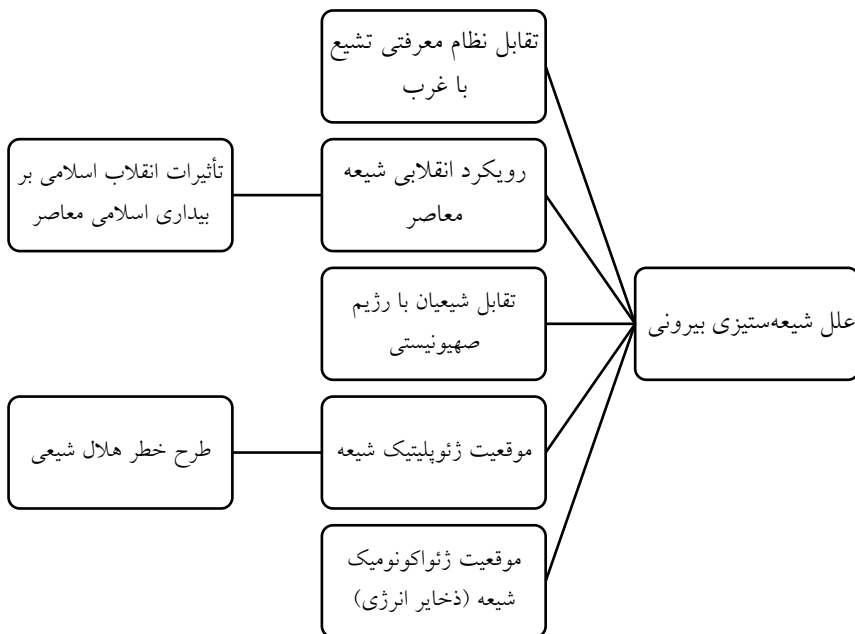 علل شیعه‌ستیزی بیرونی
تقابل نظام معرفتی تشیع
با غرب
رویکرد انقلابی شیعه
معاصر
تأثیرات انقلاب اسلامی بر
بیداری اسلامی معاصر
تقابل شیعیان با رژیم
صهیونیستی
موقعیت ژئوپلیتیک شیعه
طرح خطر هلال شیعی
موقعیت ژئواکونومیک
شیعه (ذخایر انرژی)